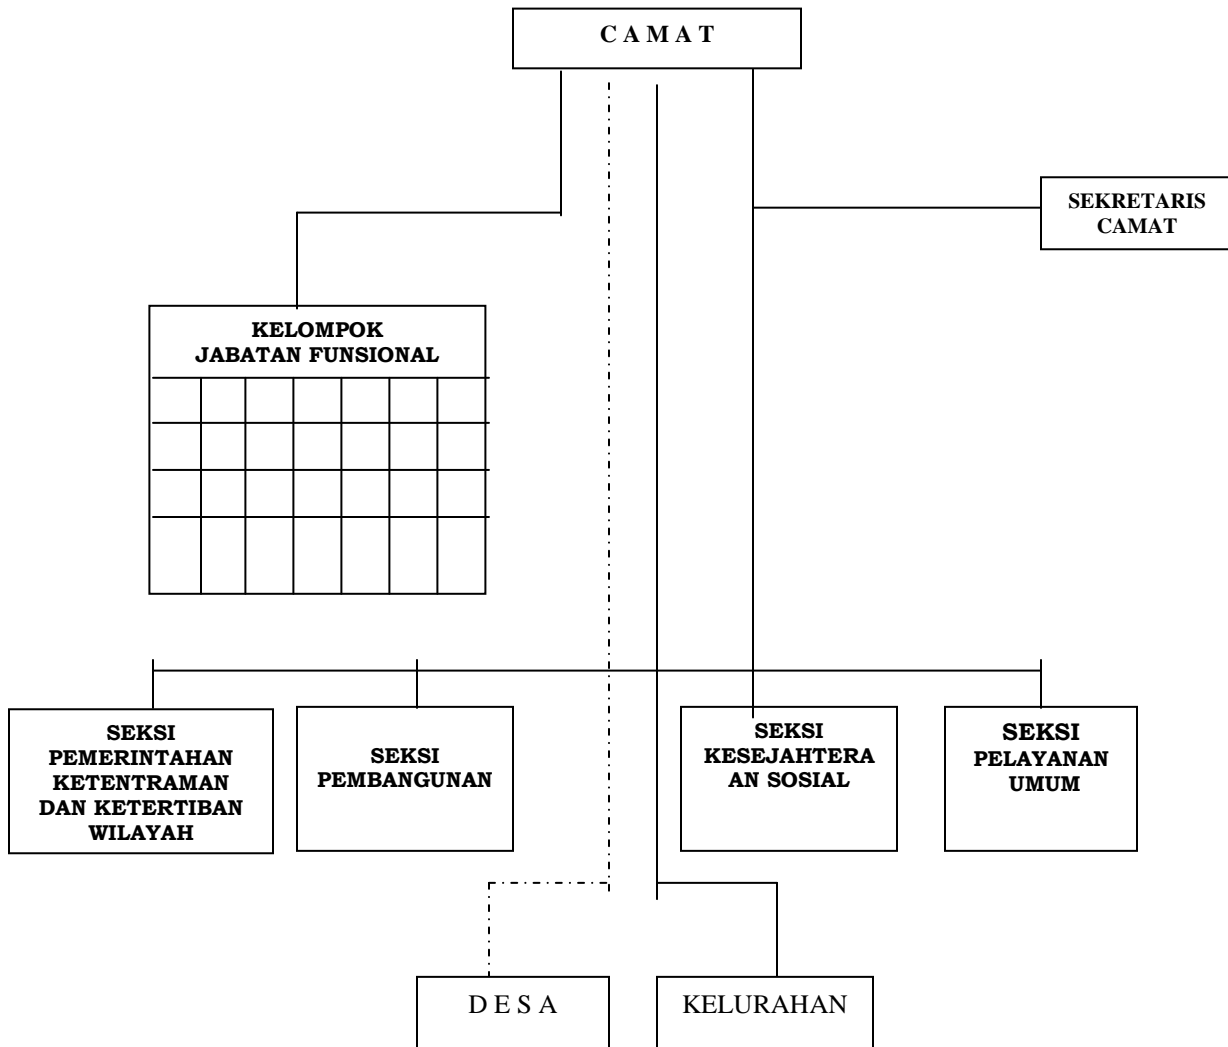 C A M A T
SEKRETARIS
CAMAT
KELOMPOK
JABATAN FUNSIONAL
SEKSI
PEMERINTAHAN
KETENTRAMAN
DAN KETERTIBAN
WILAYAH
SEKSI
PEMBANGUNAN
SEKSI
KESEJAHTERA
AN SOSIAL
SEKSI
PELAYANAN
UMUM
D E S A
KELURAHAN